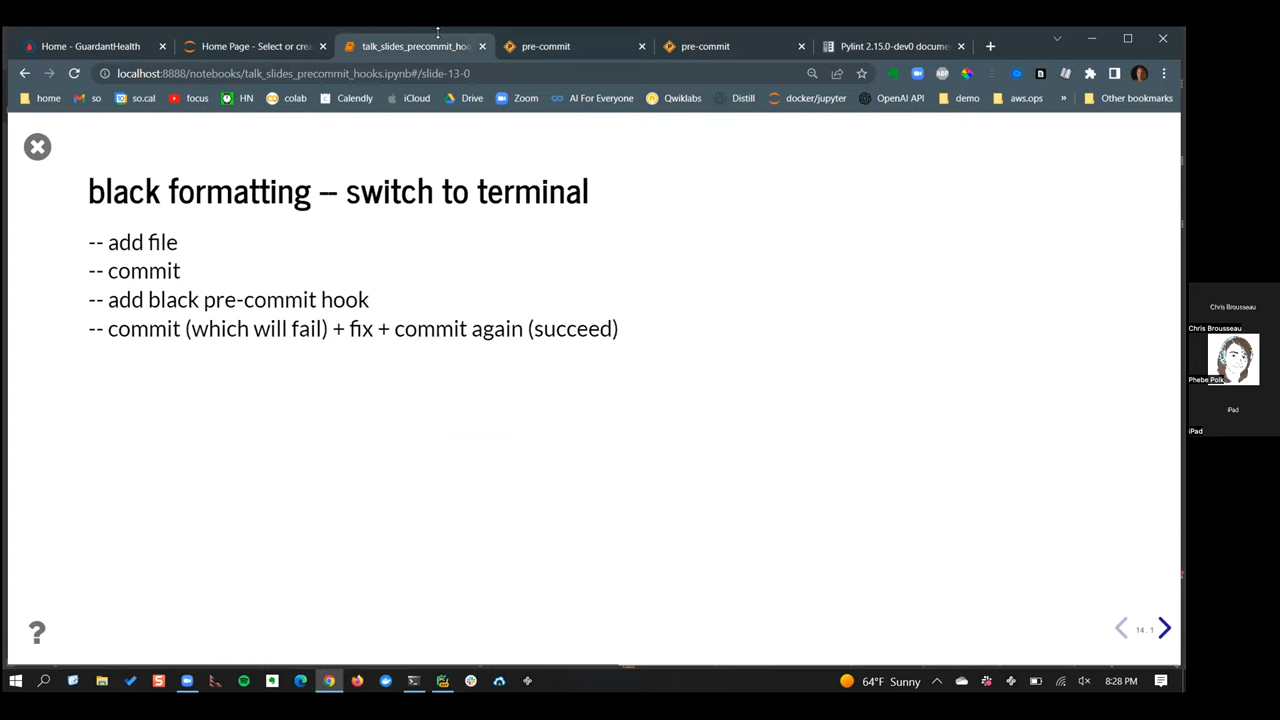 Home - GuardantHealth
Home Page - Select or crea
talk_slides_precommit_hoo
pre-commit
pre-commit
Pylint 2.15.0-dev0 docume
localhost:8888/notebooks/talk_slides_precommit_hooks.ipynb#/slide-13-0
home
so
so.cal
focus
HN
colab
Calendly
iCloud
Drive
Zoom
AI For Everyone
Qwiklabs
Distill
docker/jupyter
OpenAI API
demo
aws.ops
»
Other bookmarks
black formatting -- switch to terminal
-- add file
-- commit
-- add black pre-commit hook
-- commit (which will fail) + fix + commit again (succeed)
Chris Brousseau
Chris Brousseau
Phebe Polk
iPad
iPad
?
14.1
64°F Sunny
8:28 PM